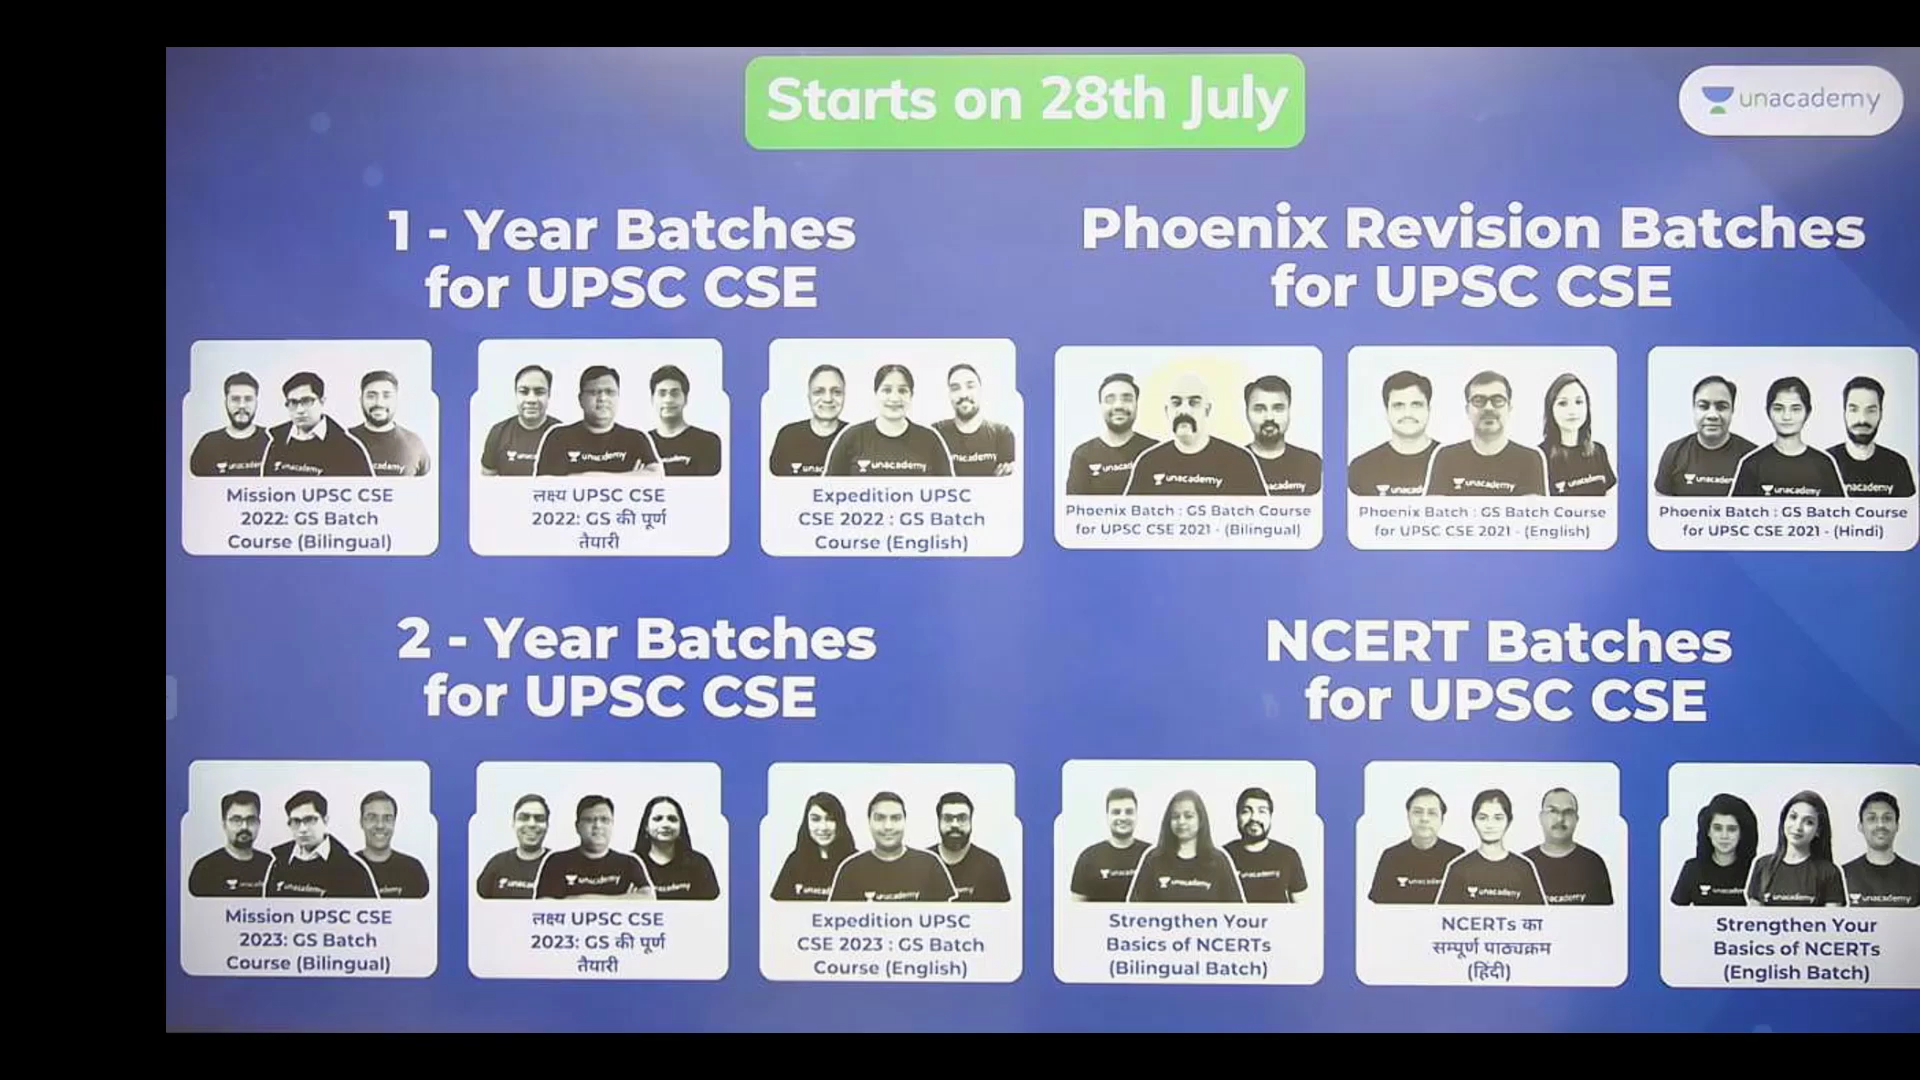 Starts on 28th July
unacademy
1 - Year Batches
for UPSC CSE
Mission UPSC CSE
2022: GS Batch
Course (Bilingual)
लक्ष्य UPSC CSE
2022: GS की पूर्ण
तैयारी
Expedition UPSC
CSE 2022 : GS Batch
Course (English)
Phoenix Revision Batches
for UPSC CSE
Phoenix Batch : GS Batch Course
for UPSC CSE 2021 - (Bilingual)
Phoenix Batch : GS Batch Course
for UPSC CSE 2021 - (English)
Phoenix Batch : GS Batch Course
for UPSC CSE 2021 - (Hindi)
2 - Year Batches
for UPSC CSE
Mission UPSC CSE
2023: GS Batch
Course (Bilingual)
लक्ष्य UPSC CSE
2023: GS की पूर्ण
तैयारी
Expedition UPSC
CSE 2023 : GS Batch
Course (English)
NCERT Batches
for UPSC CSE
Strengthen Your
Basics of NCERTs
(Bilingual Batch)
NCERTs का
सम्पूर्ण पाठ्यक्रम
(हिंदी)
Strengthen Your
Basics of NCERTs
(English Batch)